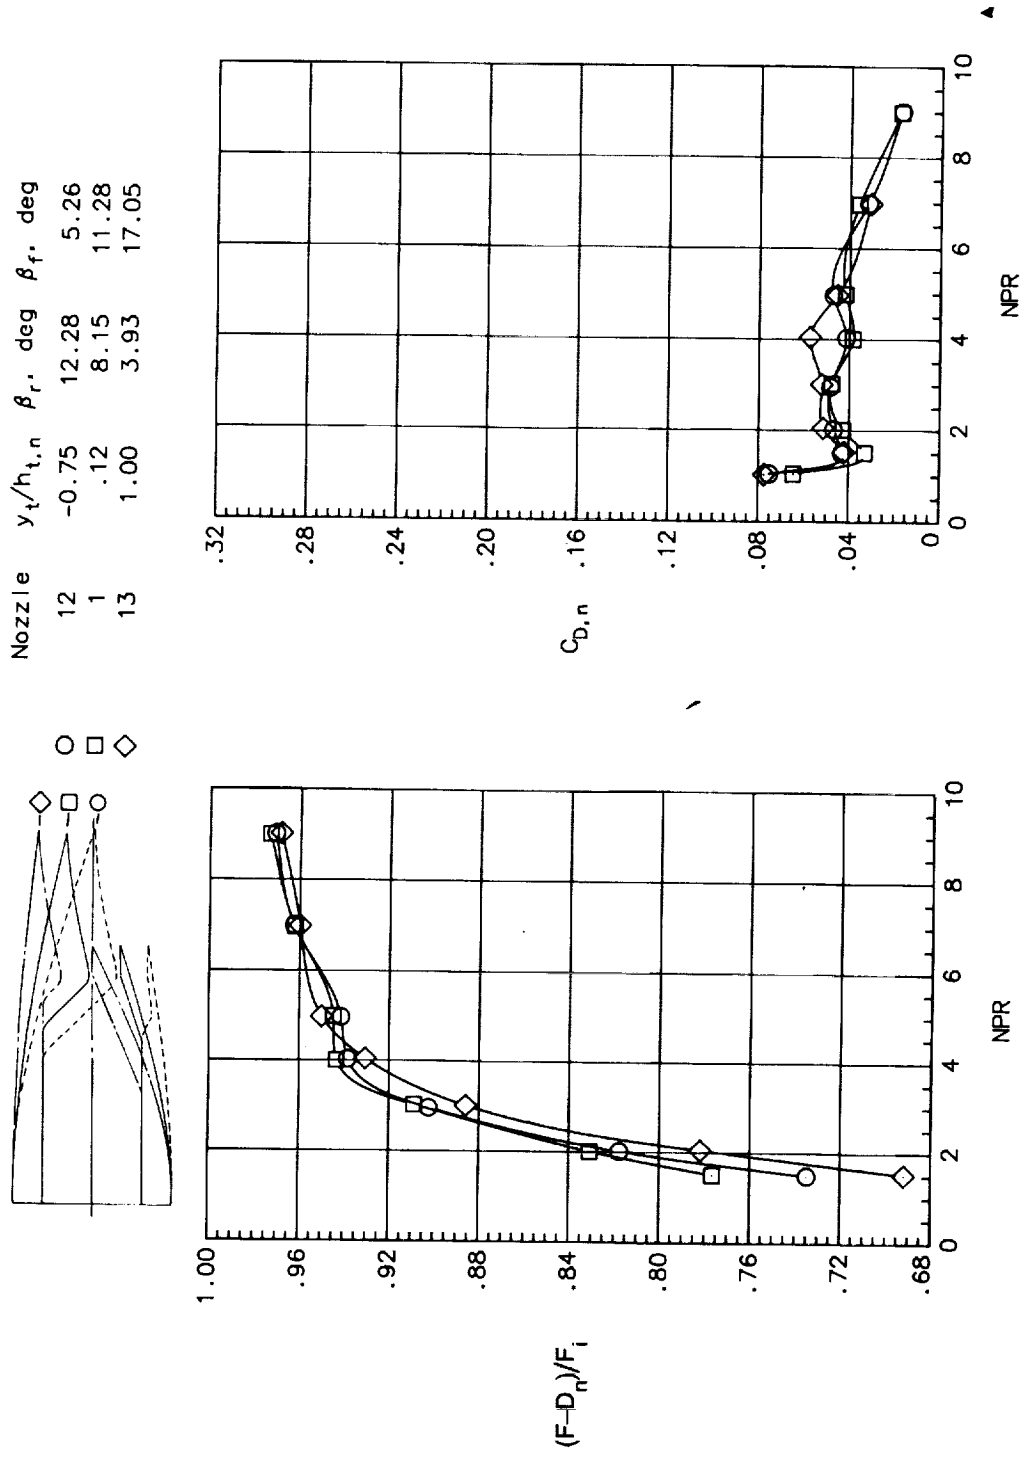 Nozzle y_t/h_t,n β_r, deg β_f, deg
12 -0.75 12.28 5.26
1 .12 8.15 11.28
13 1.00 3.93 17.05
1.00
.96
.92
.88
.84
.80
.76
.72
.68
(F-D_n)/F_i
0 2 4 6 8 10
NPR
.32
.28
.24
.20
.16
.12
.08
.04
0
C_D,n
0 2 4 6 8 10
NPR